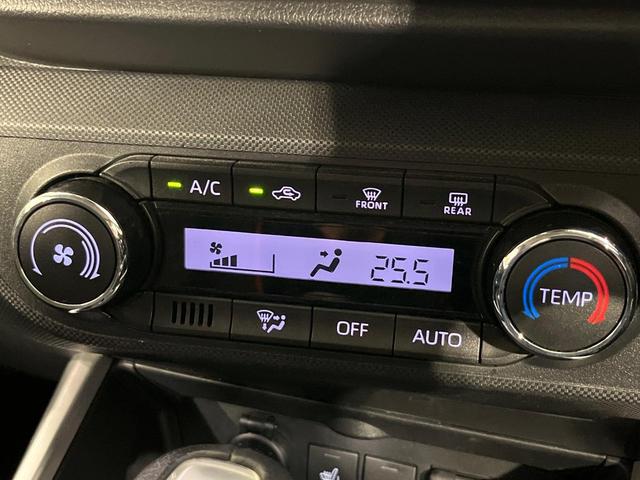 A/C
FRONT
REAR
25.5
TEMP
OFF
AUTO